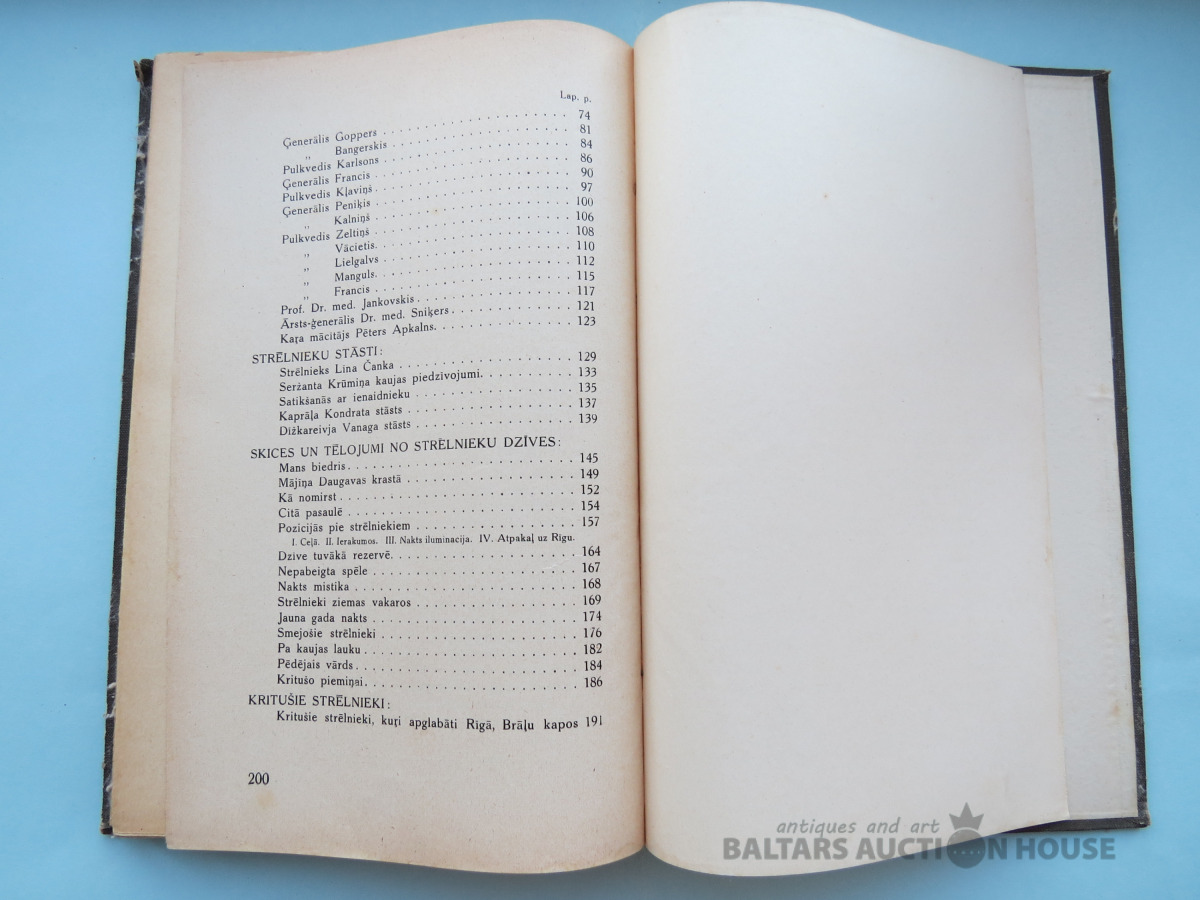 Lap. p.
Ģenerālis Goppers . . . . . . . . . . . . . . . . . . . 74
„ Bangerskis . . . . . . . . . . . . . . . . . . 81
Pulkvedis Karlsons . . . . . . . . . . . . . . . . . . 84
Ģenerālis Francis . . . . . . . . . . . . . . . . . . . 86
Pulkvedis Kļaviņš . . . . . . . . . . . . . . . . . . . 90
Ģenerālis Peniķis . . . . . . . . . . . . . . . . . . . 97
„ Kalniņš . . . . . . . . . . . . . . . . . . . 100
Pulkvedis Zeltiņš . . . . . . . . . . . . . . . . . . . 106
„ Vācietis. . . . . . . . . . . . . . . . . . . 108
„ Lielgalvs . . . . . . . . . . . . . . . . . . 110
„ Manguls. . . . . . . . . . . . . . . . . . . 112
„ Francis . . . . . . . . . . . . . . . . . . . 115
Prof. Dr. med. Jankovskis . . . . . . . . . . . . . . . 117
Ārsts-ģenerālis Dr. med. Sniķers . . . . . . . . . . . . 121
Kaŗa mācītājs Pēters Apkalns. . . . . . . . . . . . . . 123
STRĒLNIEKU STĀSTI:
Strēlnieks Lina Čanka . . . . . . . . . . . . . . . . . 129
Seržanta Krūmiņa kaujas piedzīvojumi. . . . . . . . . . 133
Satikšanās ar ienaidnieku . . . . . . . . . . . . . . . 135
Kaprāļa Kondrata stāsts . . . . . . . . . . . . . . . . 137
Dižkareivja Vanaga stāsts . . . . . . . . . . . . . . . 139
SKICES UN TĒLOJUMI NO STRĒLNIEKU DZĪVES:
Mans biedris . . . . . . . . . . . . . . . . . . . . . 145
Mājiņa Daugavas krastā . . . . . . . . . . . . . . . . 149
Kā nomirst . . . . . . . . . . . . . . . . . . . . . . 152
Citā pasaulē . . . . . . . . . . . . . . . . . . . . . 154
Pozicijās pie strēlniekiem . . . . . . . . . . . . . . . 157
I. Ceļā. II. Ierakumos. III. Nakts iluminacija. IV. Atpakaļ uz Rīgu.
Dzīve tuvākā rezervē. . . . . . . . . . . . . . . . . . 164
Nepabeigta spēle . . . . . . . . . . . . . . . . . . . 167
Nakts mistika . . . . . . . . . . . . . . . . . . . . . 168
Strēlnieki ziemas vakaros . . . . . . . . . . . . . . . 169
Jauna gada nakts . . . . . . . . . . . . . . . . . . . 174
Smejošie strēlnieki . . . . . . . . . . . . . . . . . . 176
Pa kaujas lauku . . . . . . . . . . . . . . . . . . . . 182
Pēdējais vārds . . . . . . . . . . . . . . . . . . . . . 184
Kritušo piemiņai. . . . . . . . . . . . . . . . . . . . 186
KRITUŠIE STRĒLNIEKI:
Kritušie strēlnieki, kuŗi apglabāti Rīgā, Brāļu kapos 191
200
antiques and art
BALTARS AUCTION HOUSE